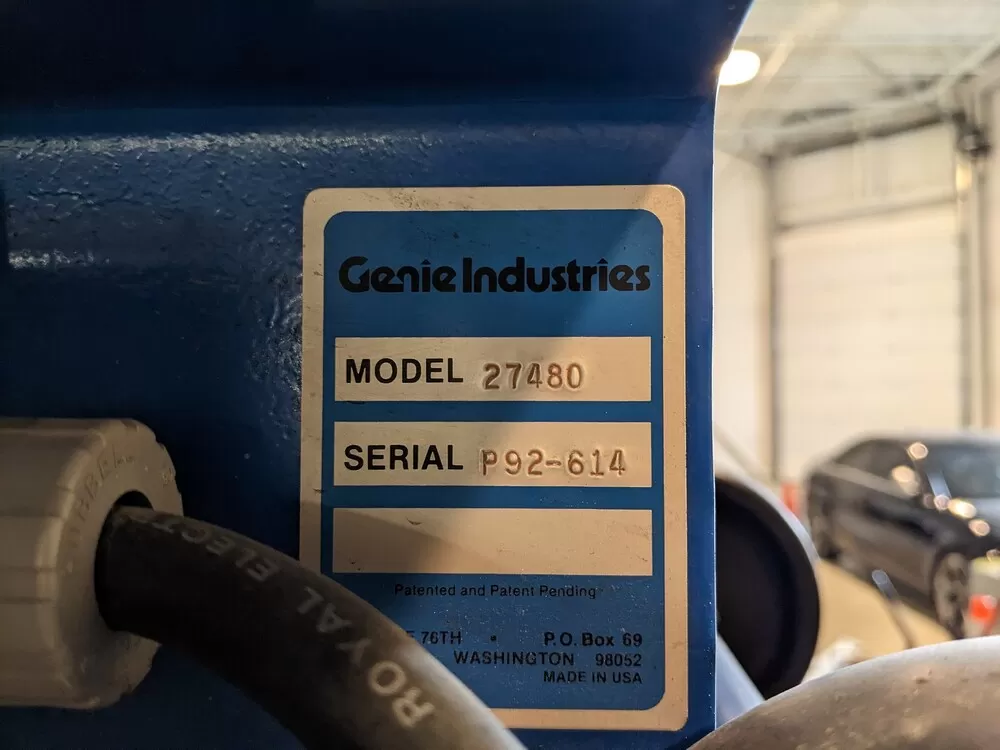 Genie Industries
MODEL 27480
SERIAL P92-614
Patented and Patent Pending
E 76TH • P.O. Box 69
WASHINGTON 98052
MADE IN USA
ROYAL ELECT